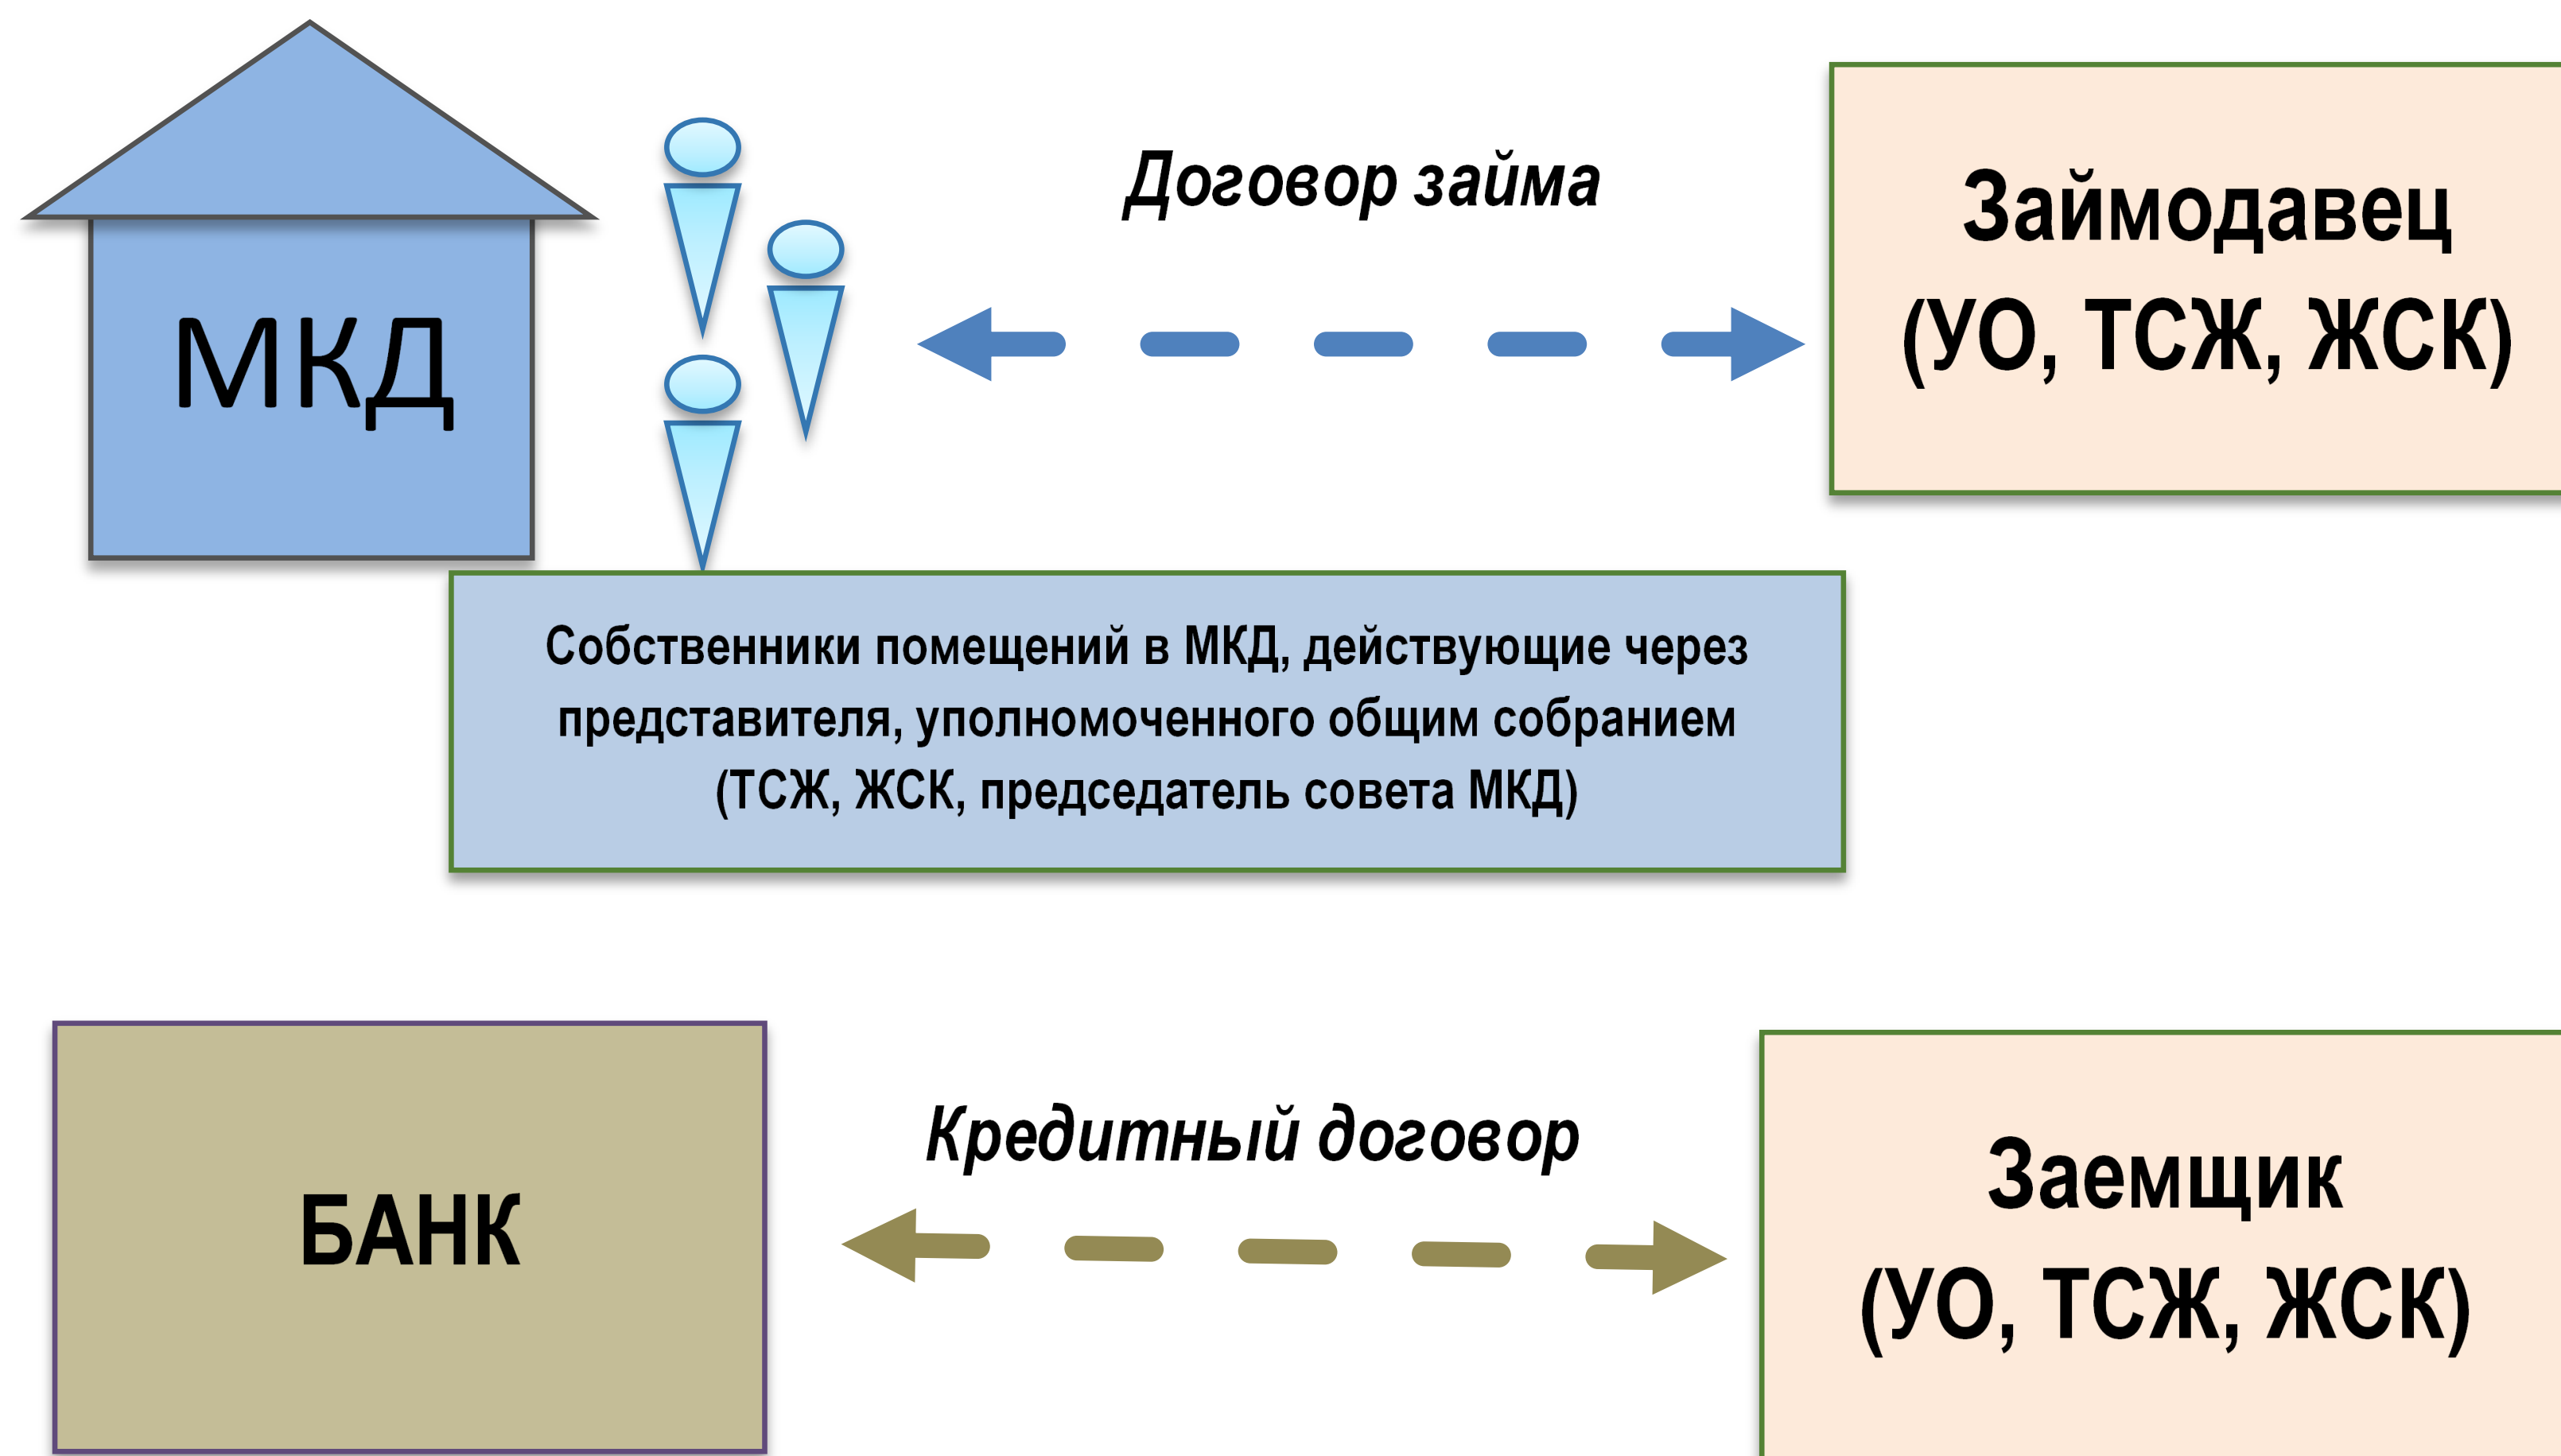 МКД
Договор займа
Займодавец
(УО, ТСЖ, ЖСК)
Собственники помещений в МКД, действующие через
представителя, уполномоченного общим собранием
(ТСЖ, ЖСК, председатель совета МКД)
БАНК
Кредитный договор
Заемщик
(УО, ТСЖ, ЖСК)